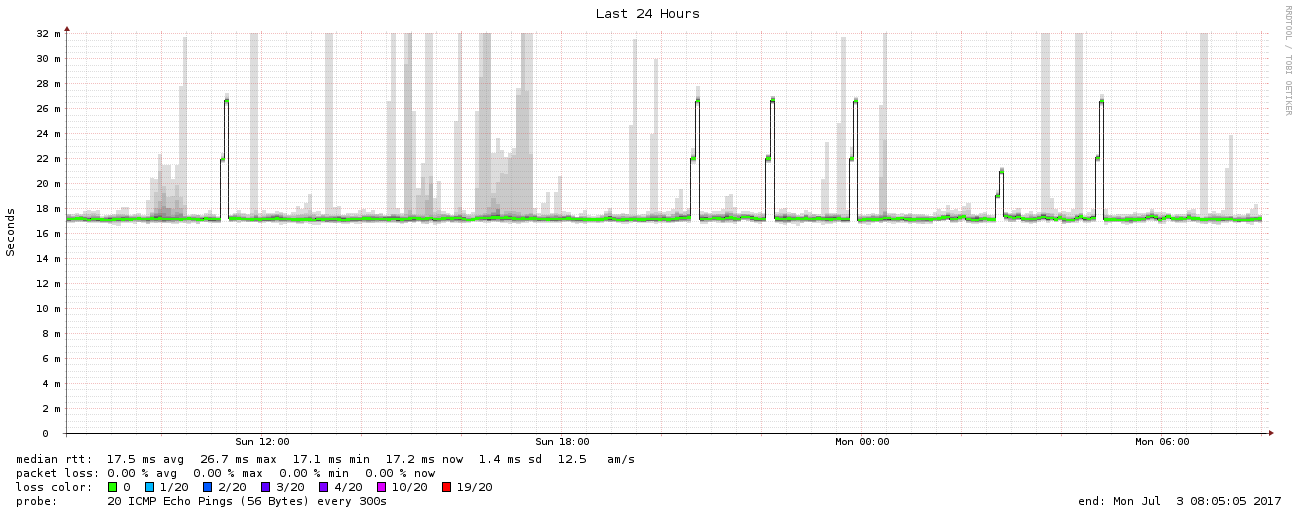 Last 24 Hours
RRDTOOL / TOBI OETIKER
32 m
30 m
28 m
26 m
24 m
22 m
20 m
18 m
16 m
14 m
12 m
10 m
8 m
6 m
4 m
2 m
0
Seconds
Sun 12:00 Sun 18:00 Mon 00:00 Mon 06:00
median rtt: 17.5 ms avg 26.7 ms max 17.1 ms min 17.2 ms now 1.4 ms sd 12.5 am/s
packet loss: 0.00 % avg 0.00 % max 0.00 % min 0.00 % now
loss color: 0 1/20 2/20 3/20 4/20 10/20 19/20
probe: 20 ICMP Echo Pings (56 Bytes) every 300s end: Mon Jul 3 08:05:05 2017